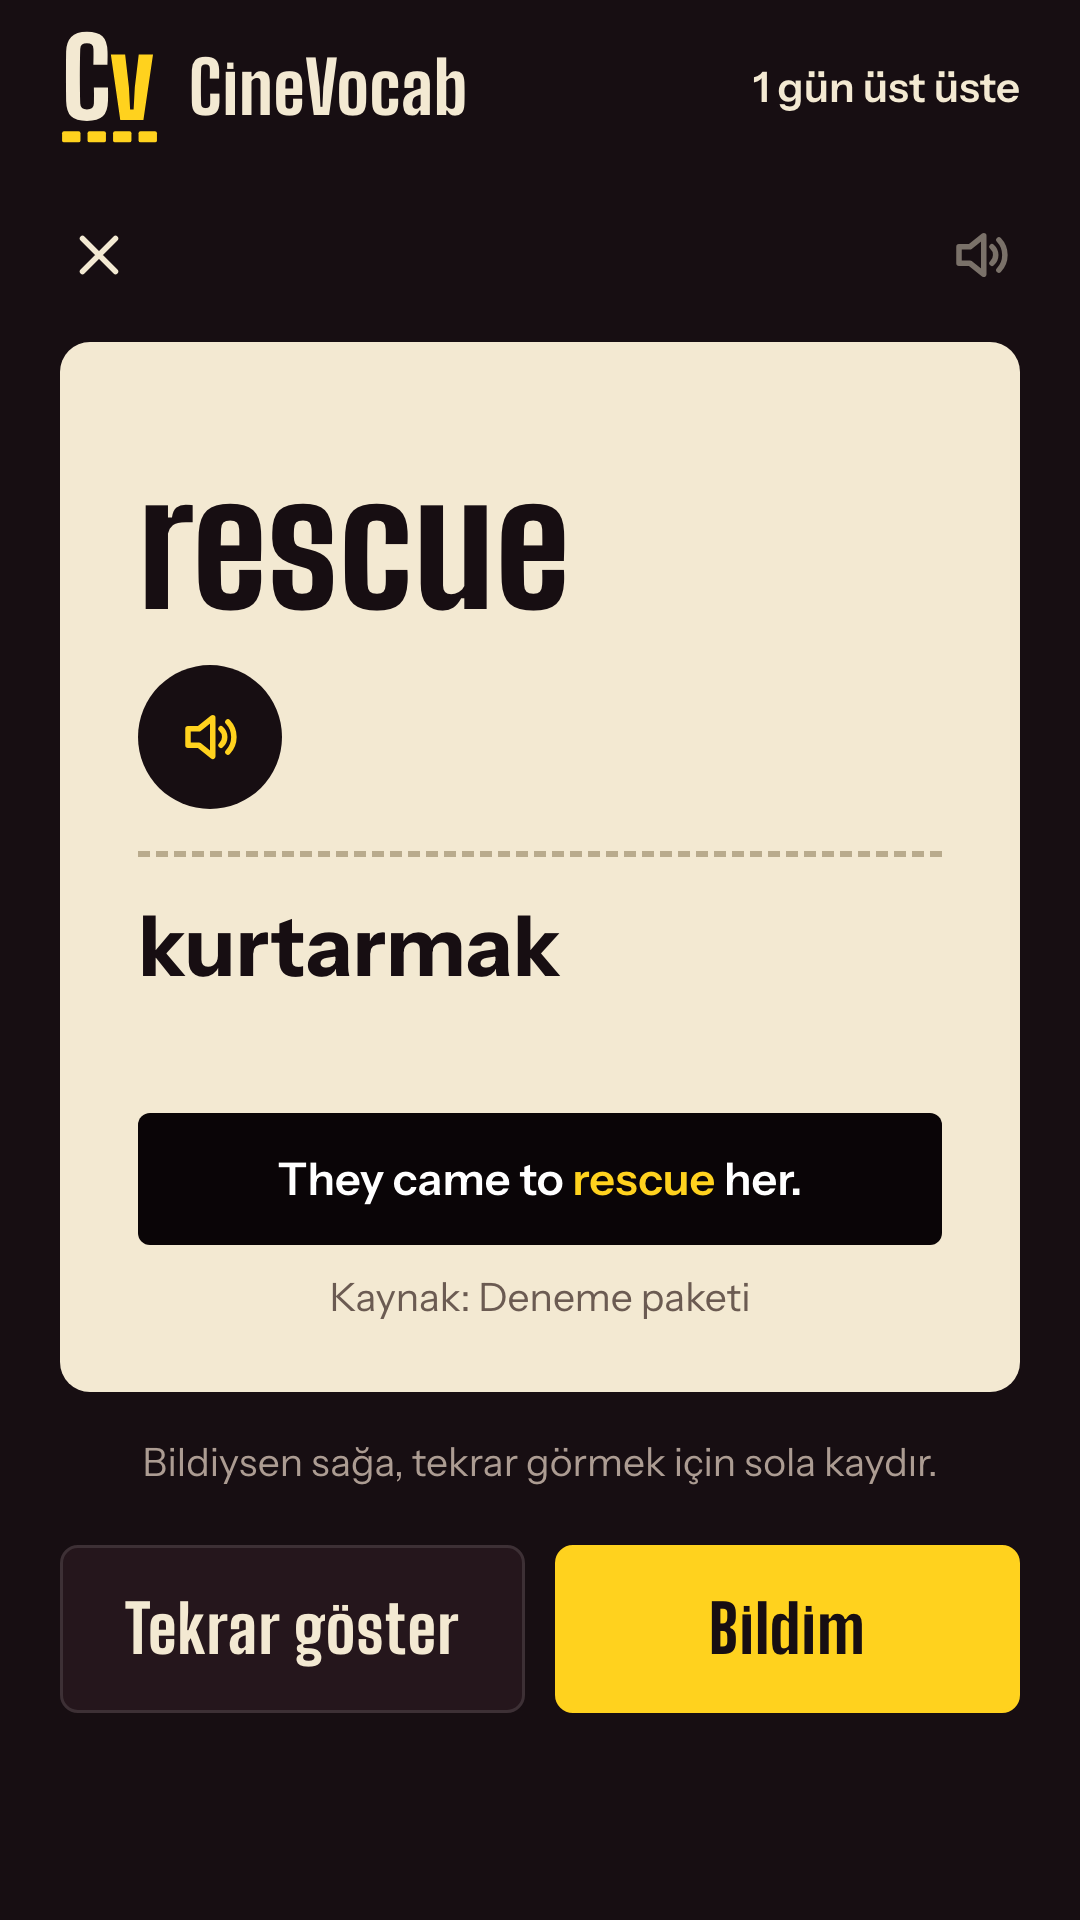 Cv CineVocab
1 gün üst üste
rescue
kurtarmak
They came to rescue her.
Kaynak: Deneme paketi
Bildiysen sağa, tekrar görmek için sola kaydır.
Tekrar göster
Bildim